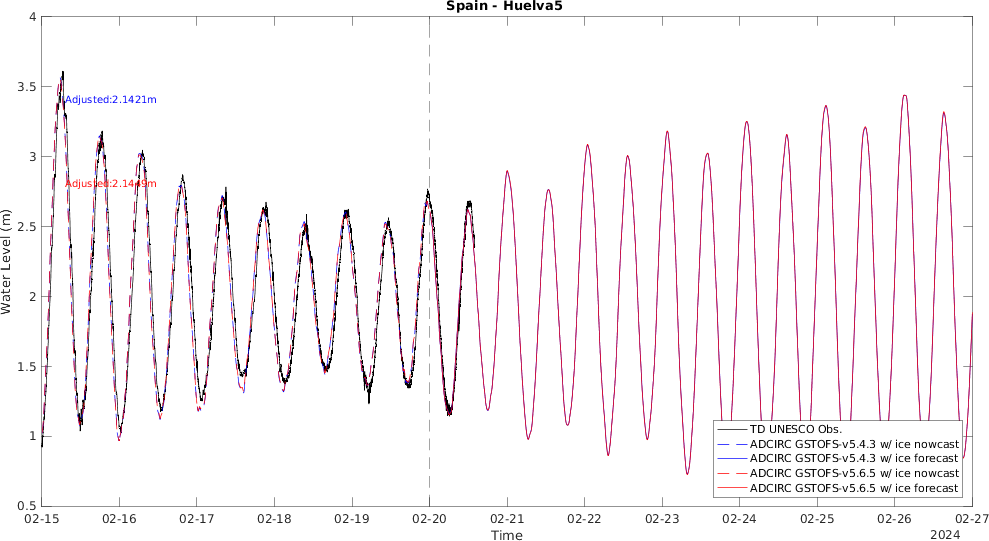 Spain - Huelva5
4
3.5
3
2.5
2
1.5
1
0.5
Water Level (m)
Adjusted:2.1421m
Adjusted:2.1449m
TD UNESCO Obs.
ADCIRC GSTOFS-v5.4.3 w/ ice nowcast
ADCIRC GSTOFS-v5.4.3 w/ ice forecast
ADCIRC GSTOFS-v5.6.5 w/ ice nowcast
ADCIRC GSTOFS-v5.6.5 w/ ice forecast
02-15 02-16 02-17 02-18 02-19 02-20 02-21 02-22 02-23 02-24 02-25 02-26 02-27
Time
2024